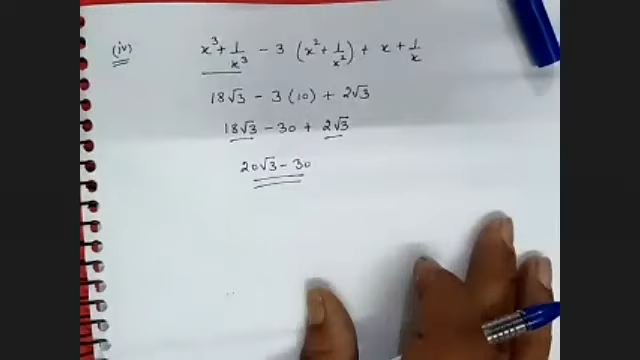 (iv) x³ + 1/x³ - 3 (x² + 1/x²) + x + 1/x
18√3 - 3 (10) + 2√3
18√3 - 30 + 2√3
20√3 - 30